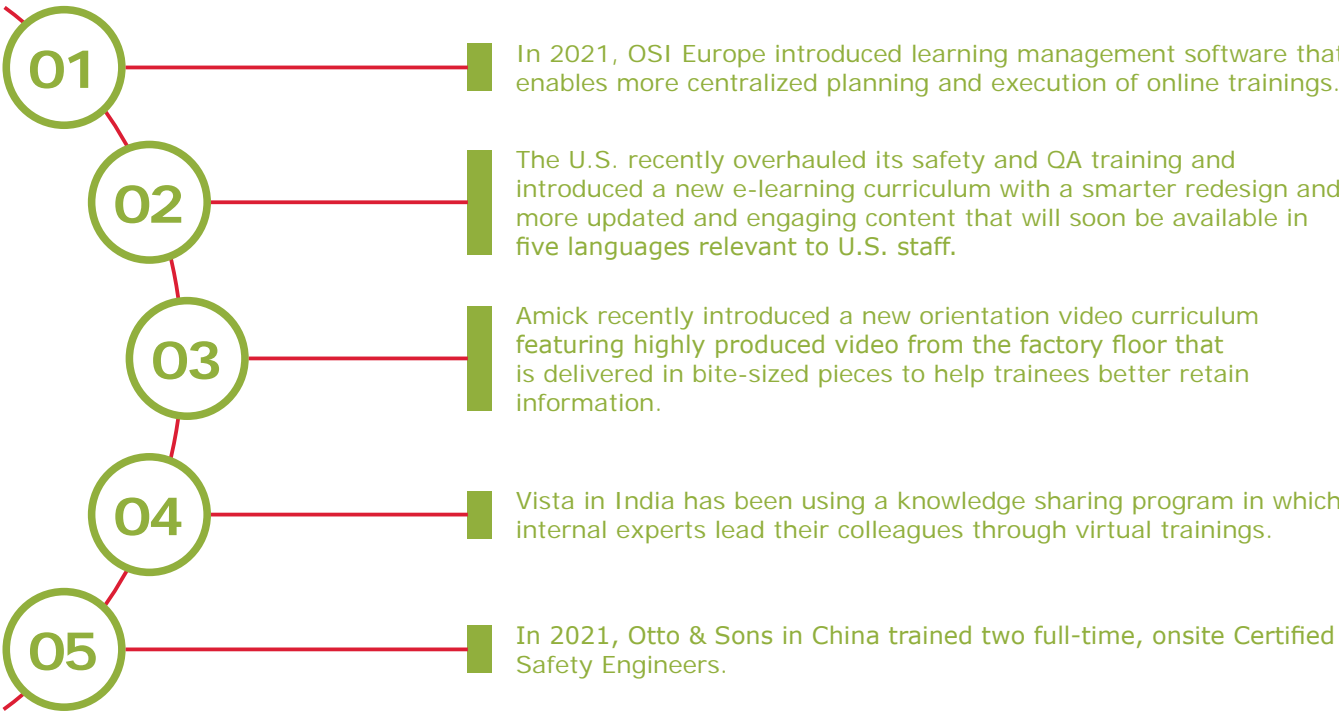 01
In 2021, OSI Europe introduced learning management software that
enables more centralized planning and execution of online trainings.
02
The U.S. recently overhauled its safety and QA training and
introduced a new e-learning curriculum with a smarter redesign and
more updated and engaging content that will soon be available in
five languages relevant to U.S. staff.
03
Amick recently introduced a new orientation video curriculum
featuring highly produced video from the factory floor that
is delivered in bite-sized pieces to help trainees better retain
information.
04
Vista in India has been using a knowledge sharing program in which
internal experts lead their colleagues through virtual trainings.
05
In 2021, Otto & Sons in China trained two full-time, onsite Certified
Safety Engineers.